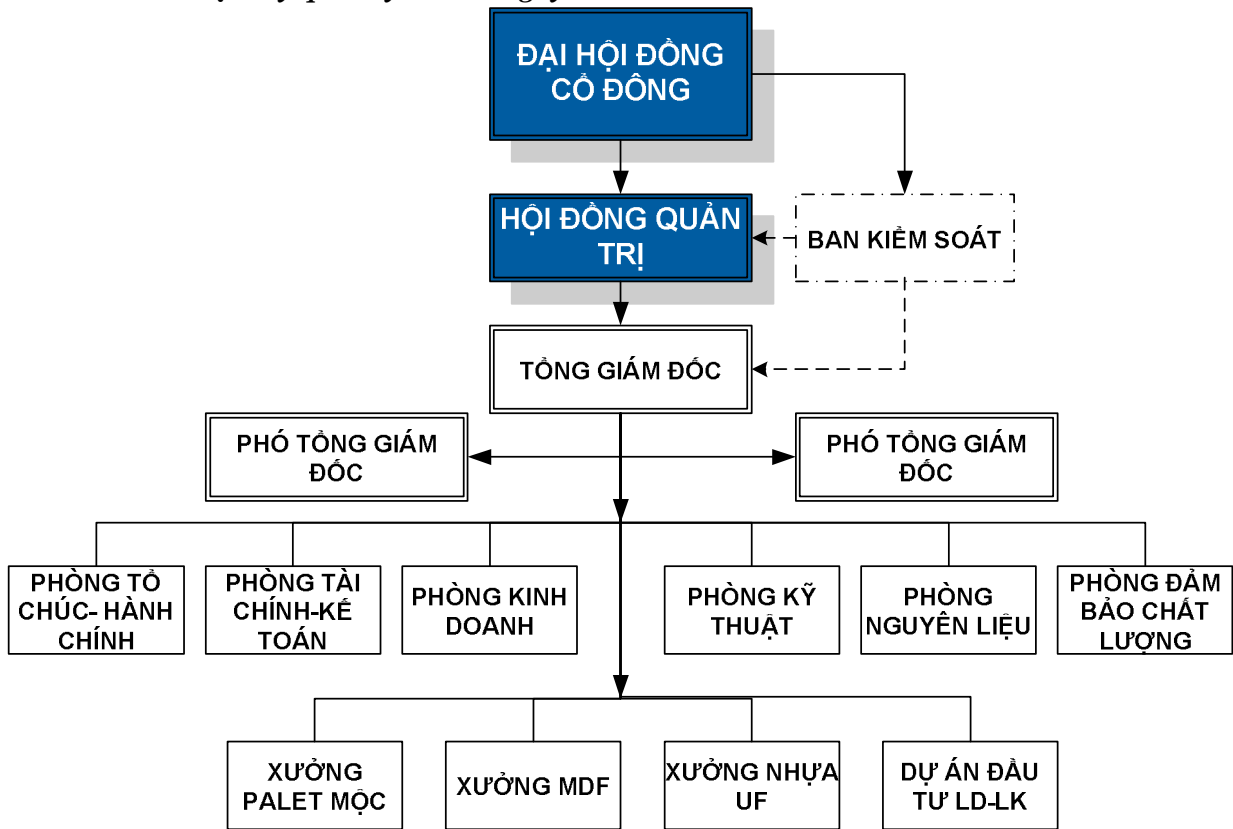 ĐẠI HỘI ĐỒNG
CỔ ĐÔNG
HỘI ĐỒNG QUẢN
TRỊ
BAN KIỂM SOÁT
TỔNG GIÁM ĐỐC
PHÓ TỔNG GIÁM
ĐỐC
PHÓ TỔNG GIÁM
ĐỐC
PHÒNG TỔ
CHÚC- HÀNH
CHÍNH
PHÒNG TÀI
CHÍNH-KẾ
TOÁN
PHÒNG KINH
DOANH
PHÒNG KỸ
THUẬT
PHÒNG
NGUYÊN LIỆU
PHÒNG ĐẢM
BẢO CHẤT
LƯỢNG
XƯỞNG
PALET MỘC
XƯỞNG MDF
XƯỞNG NHỰA
UF
DỰ ÁN ĐẦU
TƯ LD-LK